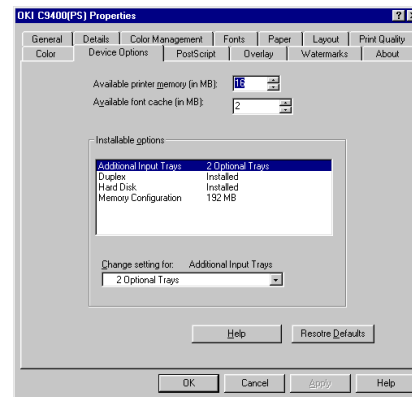 OKI C9400(PS) Properties
General Details Color Management Fonts Paper Layout Print Quality
Color Device Options PostScript Overlay Watermarks About
Available printer memory (in MB): 16
Available font cache (in MB): 2
Installable options
Additional Input Trays 2 Optional Trays
Duplex Installed
Hard Disk Installed
Memory Configuration 192 MB
Change setting for: Additional Input Trays
2 Optional Trays
Help Resotre Defaults
OK Cancel Apply Help